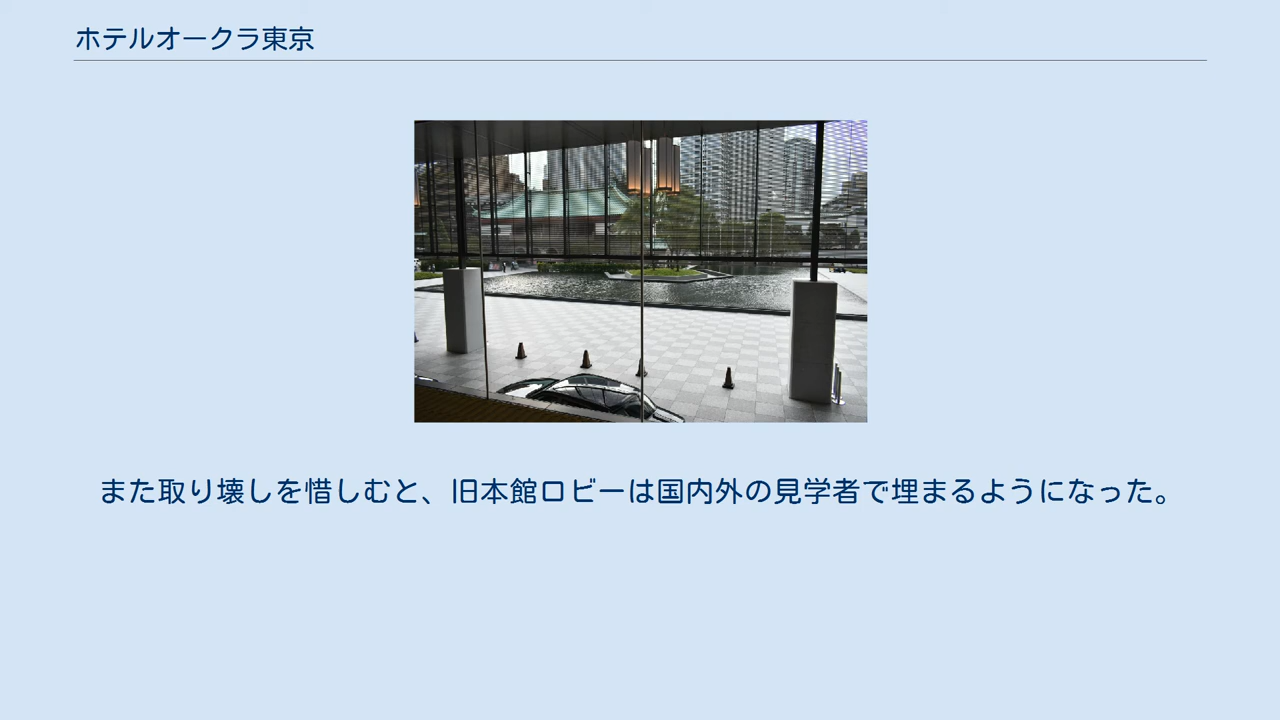 ホテルオークラ東京
また取り壊しを惜しむと、旧本館ロビーは国内外の見学者で埋まるようになった。